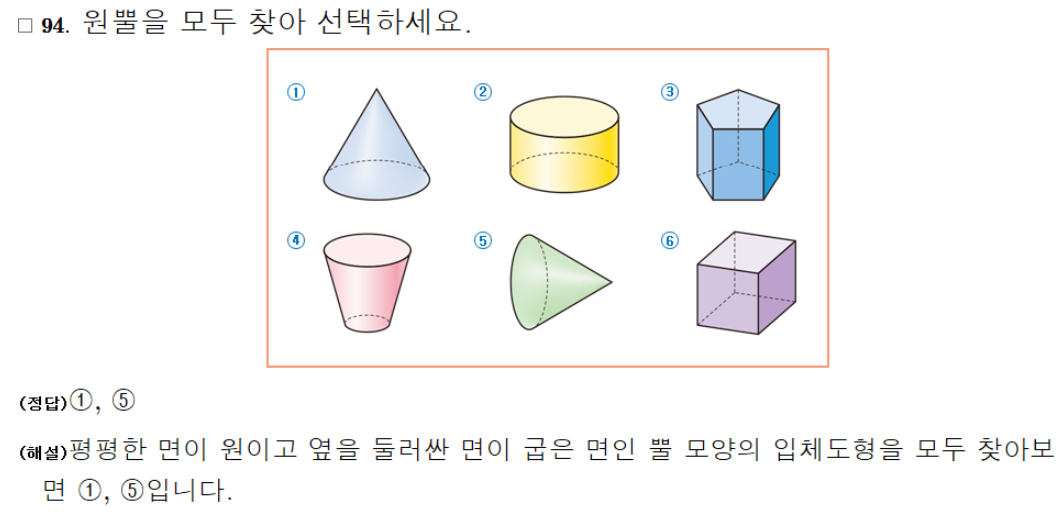 □ 94. 원뿔을 모두 찾아 선택하세요.
① ② ③
④ ⑤ ⑥
(정답)①, ⑤
(해설)평평한 면이 원이고 옆을 둘러싼 면이 굽은 면인 뿔 모양의 입체도형을 모두 찾아보
면 ①, ⑤입니다.